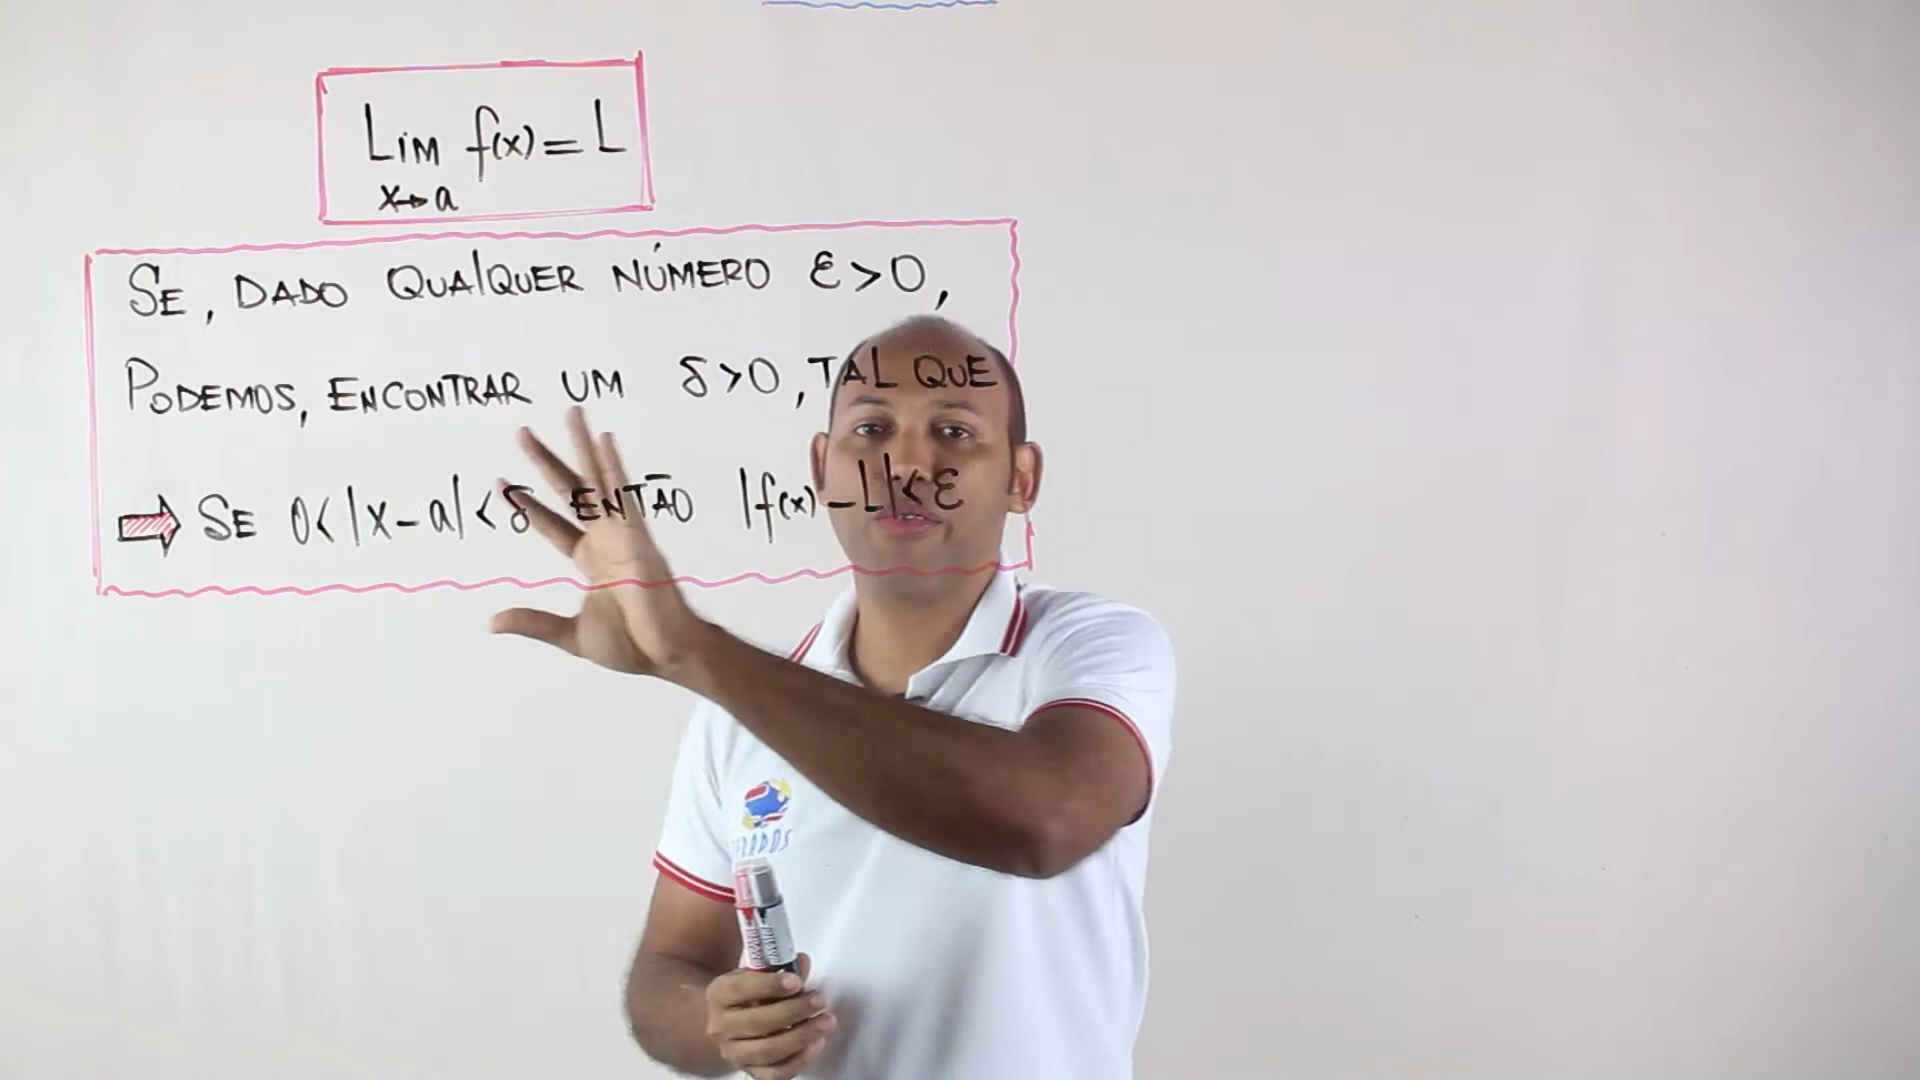 Lim f(x) = L
x→a
SE, DADO QUALQUER NÚMERO ε > 0,
PODEMOS, ENCONTRAR UM δ > 0, TAL QUE
⇒ SE 0 < |x - a| < δ ENTÃO |f(x) - L| < ε